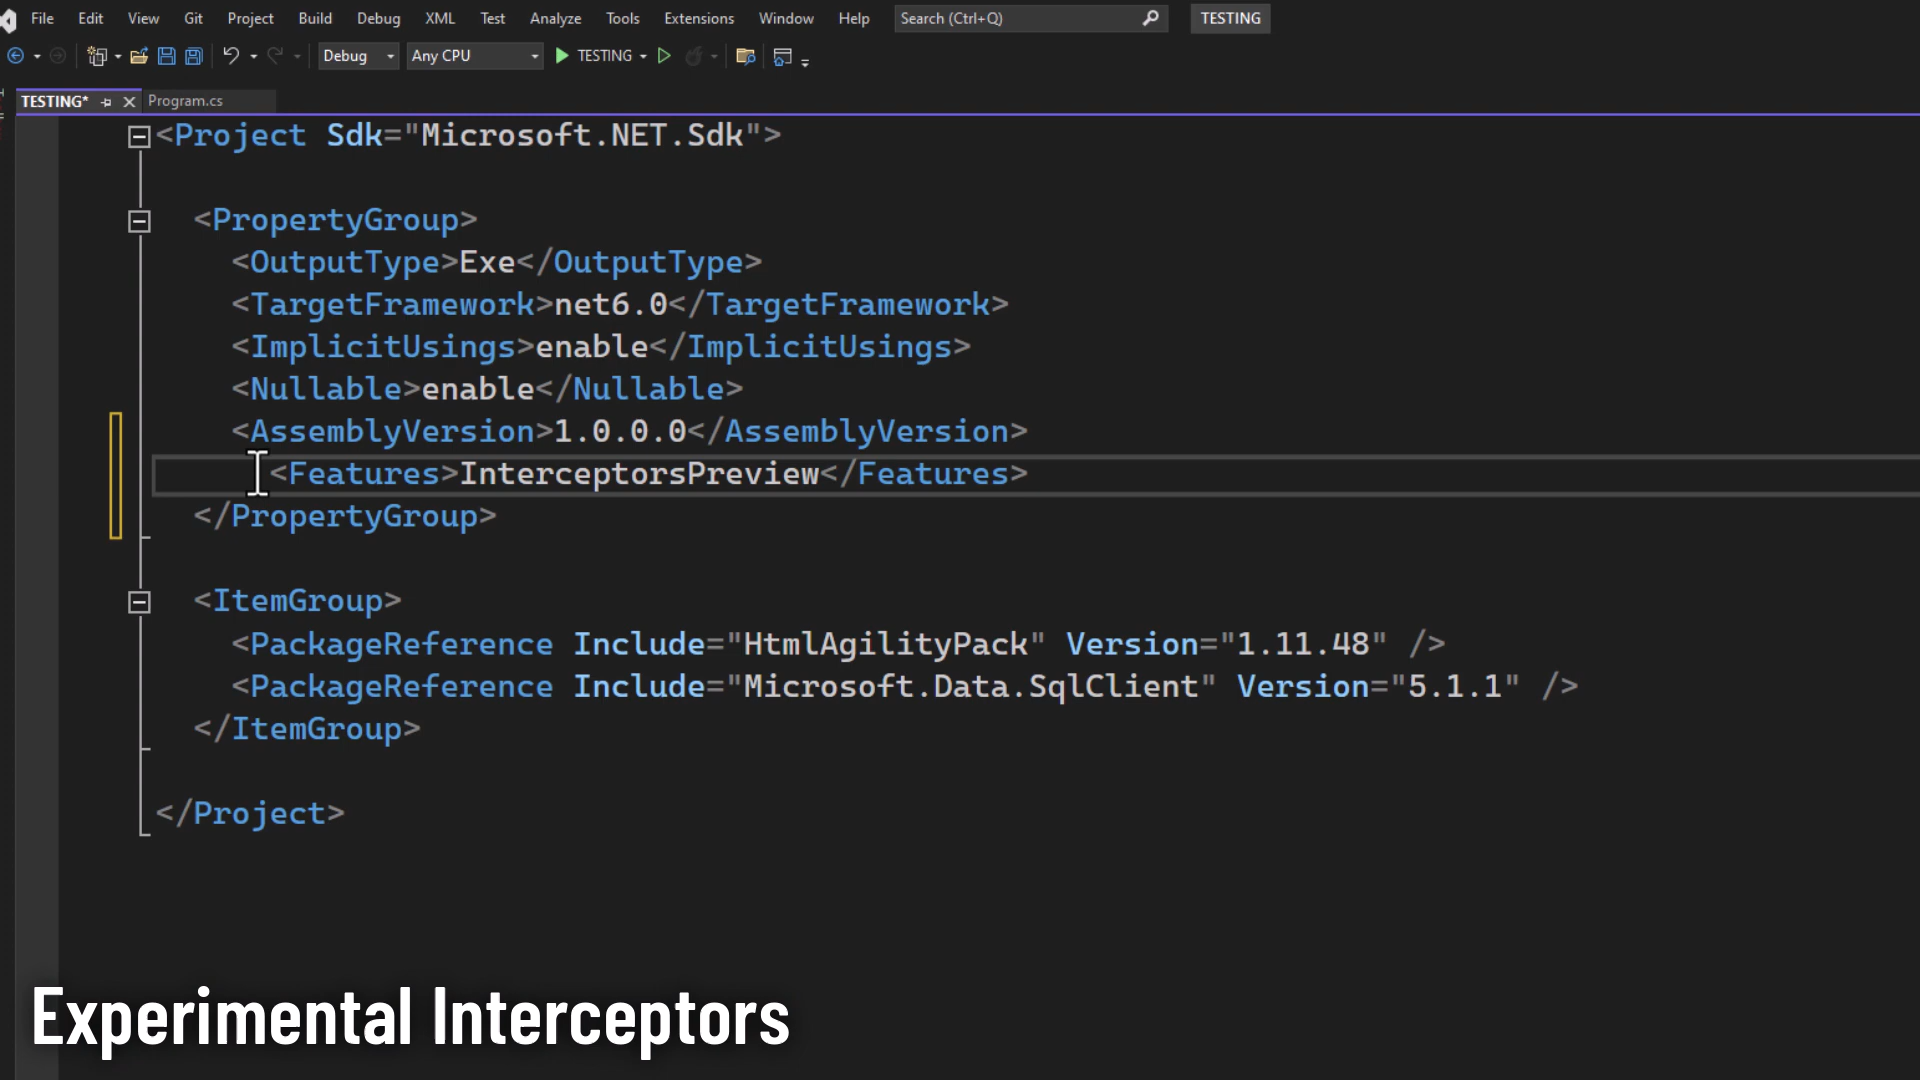 File Edit View Git Project Build Debug XML Test Analyze Tools Extensions Window Help Search (Ctrl+Q) TESTING
Debug Any CPU TESTING
TESTING* Program.cs
<Project Sdk="Microsoft.NET.Sdk">
<PropertyGroup>
<OutputType>Exe</OutputType>
<TargetFramework>net6.0</TargetFramework>
<ImplicitUsings>enable</ImplicitUsings>
<Nullable>enable</Nullable>
<AssemblyVersion>1.0.0.0</AssemblyVersion>
<Features>InterceptorsPreview</Features>
</PropertyGroup>
<ItemGroup>
<PackageReference Include="HtmlAgilityPack" Version="1.11.48" />
<PackageReference Include="Microsoft.Data.SqlClient" Version="5.1.1" />
</ItemGroup>
</Project>
Experimental Interceptors